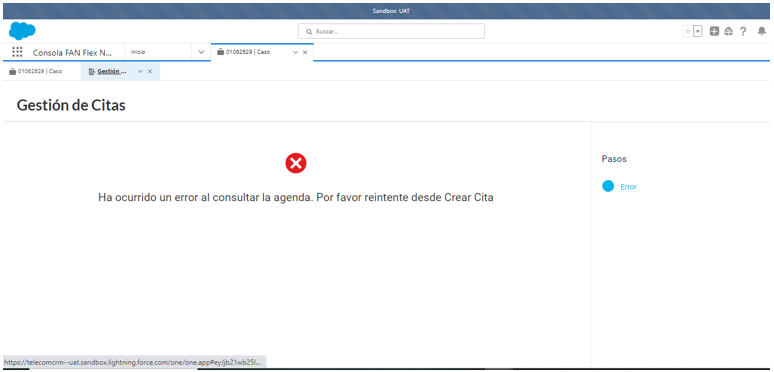 Sandbox: UAT
Buscar...
Consola FAN Flex N...
Inicio
01062629 | Caso
01062629 | Caso
Gestión ...
Gestión de Citas
Ha ocurrido un error al consultar la agenda. Por favor reintente desde Crear Cita
Pasos
Error
https://telecomcrm--uat.sandbox.lightning.force.com/one/one.app#eyJjb21wb25l...